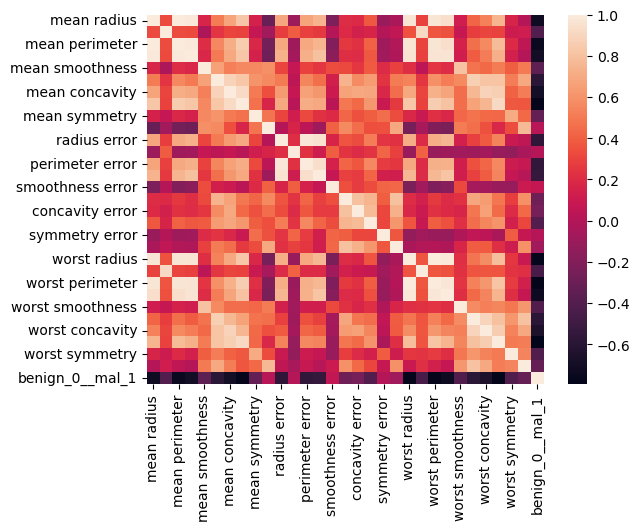 mean radius
mean perimeter
mean smoothness
mean concavity
mean symmetry
radius error
perimeter error
smoothness error
concavity error
symmetry error
worst radius
worst perimeter
worst smoothness
worst concavity
worst symmetry
benign_0__mal_1
mean radius
mean perimeter
mean smoothness
mean concavity
mean symmetry
radius error
perimeter error
smoothness error
concavity error
symmetry error
worst radius
worst perimeter
worst smoothness
worst concavity
worst symmetry
benign_0__mal_1
1.0
0.8
0.6
0.4
0.2
0.0
−0.2
−0.4
−0.6